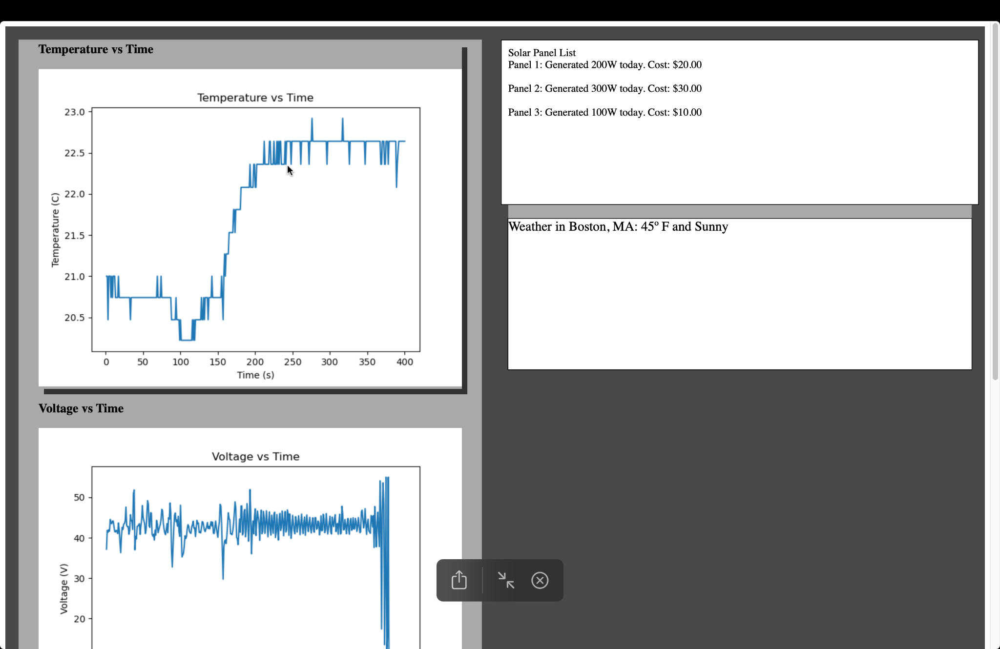 Temperature vs Time
Temperature vs Time
23.0
22.5
22.0
21.5
21.0
20.5
Temperature (C)
0 50 100 150 200 250 300 350 400
Time (s)
Voltage vs Time
Voltage vs Time
50
40
30
20
Voltage (V)
Solar Panel List
Panel 1: Generated 200W today. Cost: $20.00
Panel 2: Generated 300W today. Cost: $30.00
Panel 3: Generated 100W today. Cost: $10.00
Weather in Boston, MA: 45º F and Sunny